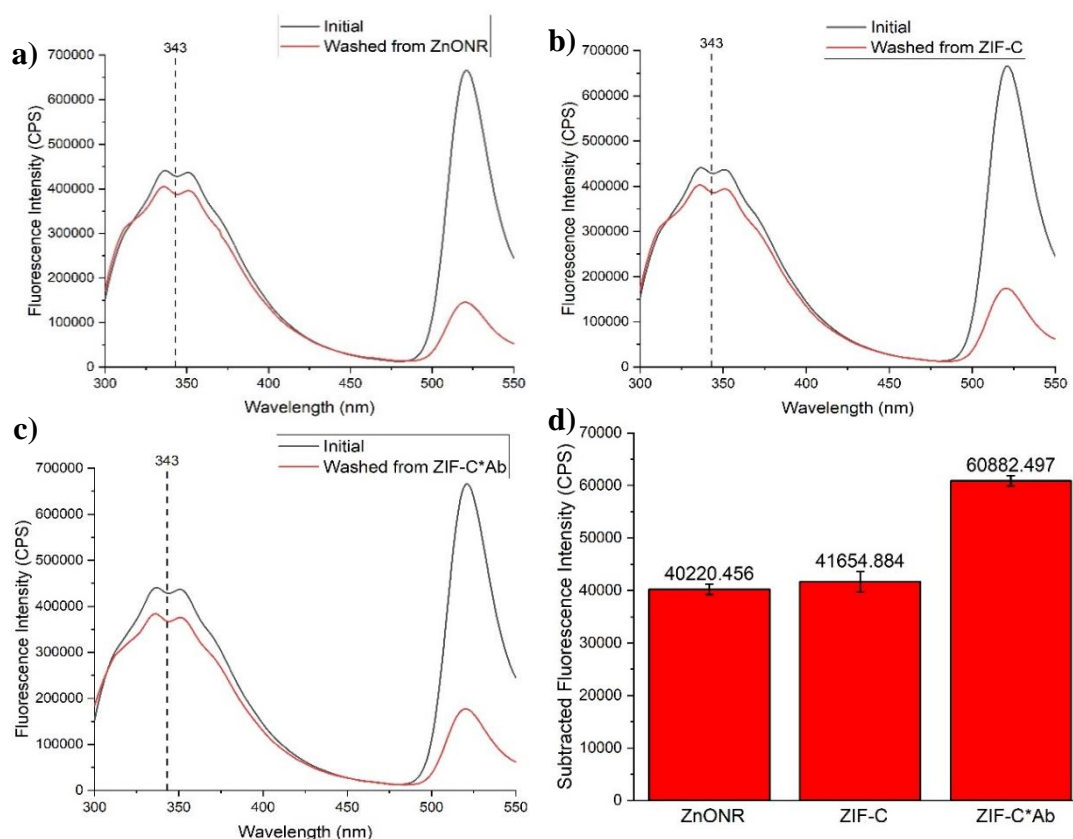 a)
Initial
Washed from ZnONR
343
700000
600000
500000
400000
300000
200000
100000
0
Fluorescence Intensity (CPS)
300 350 400 450 500 550
Wavelength (nm)
b)
Initial
Washed from ZIF-C
343
700000
600000
500000
400000
300000
200000
100000
0
Fluorescence Intensity (CPS)
300 350 400 450 500 550
Wavelength (nm)
c)
Initial
Washed from ZIF-C*Ab
343
700000
600000
500000
400000
300000
200000
100000
0
Fluorescence Intensity (CPS)
300 350 400 450 500 550
Wavelength (nm)
d)
70000
60000
50000
40000
30000
20000
10000
0
Subtracted Fluorescence Intensity (CPS)
40220.456
41654.884
60882.497
ZnONR ZIF-C ZIF-C*Ab